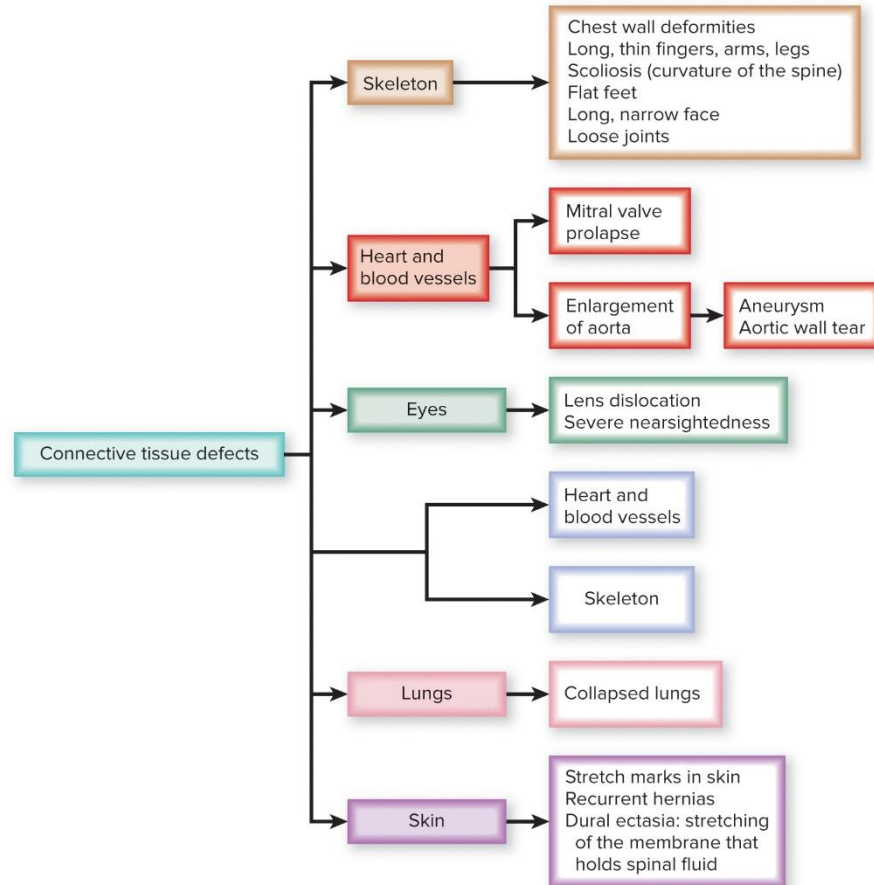 Skeleton
Chest wall deformities
Long, thin fingers, arms, legs
Scoliosis (curvature of the spine)
Flat feet
Long, narrow face
Loose joints
Heart and
blood vessels
Mitral valve
prolapse
Enlargement
of aorta
Aneurysm
Aortic wall tear
Eyes
Lens dislocation
Severe nearsightedness
Connective tissue defects
Heart and
blood vessels
Skeleton
Lungs
Collapsed lungs
Skin
Stretch marks in skin
Recurrent hernias
Dural ectasia: stretching
of the membrane that
holds spinal fluid